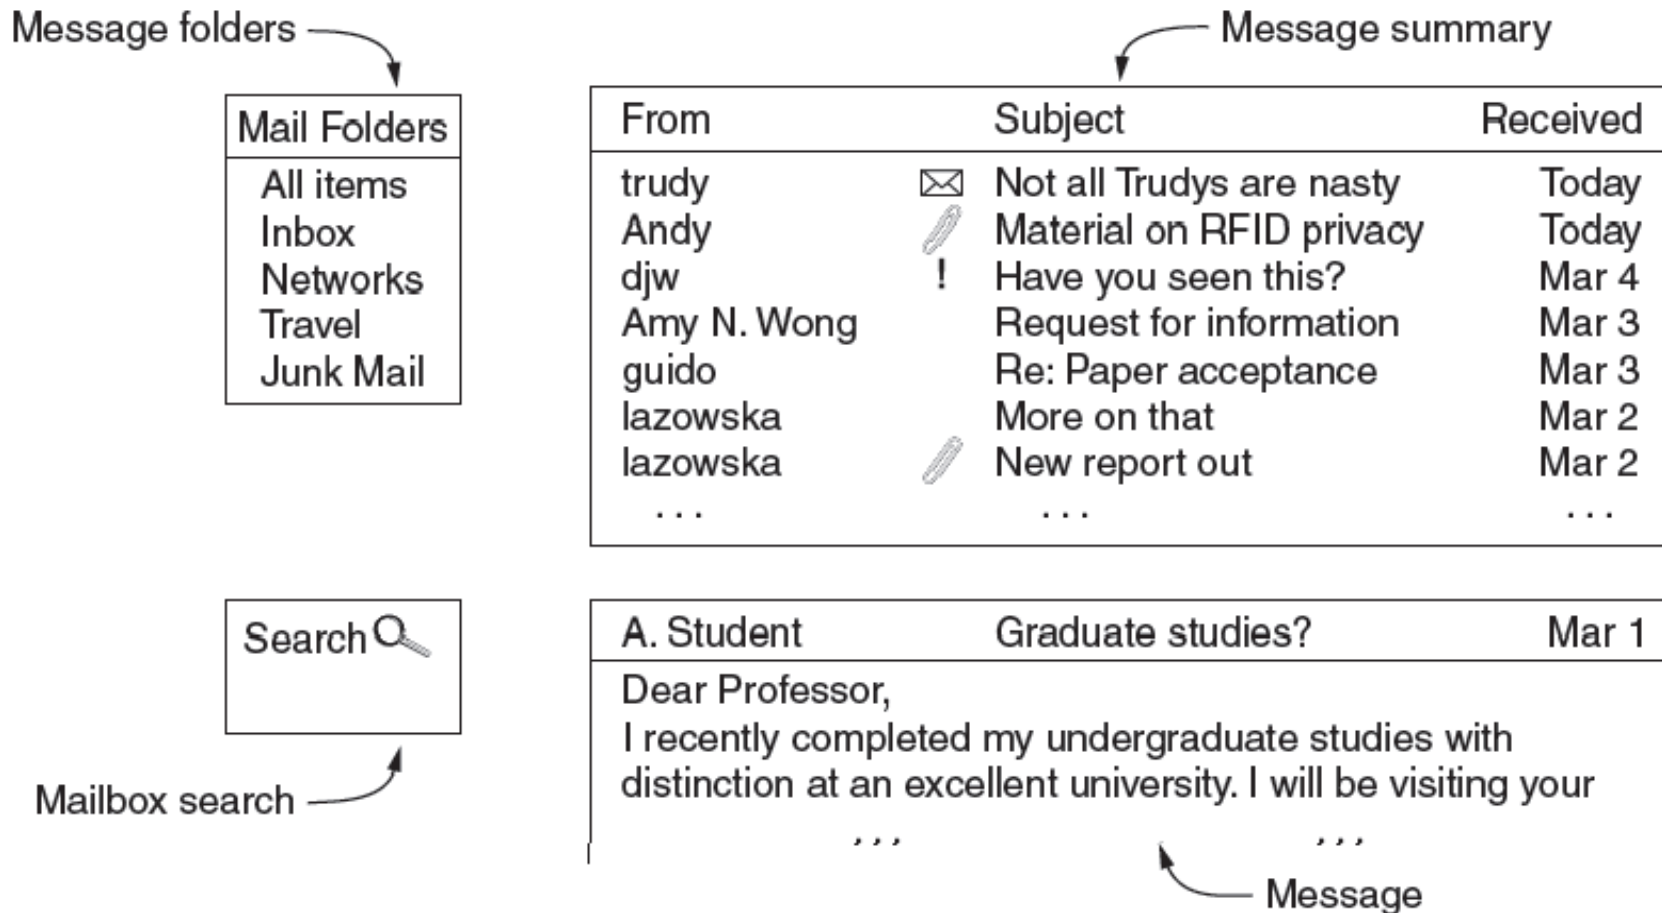 Message folders
Message summary
Mail Folders
All items
Inbox
Networks
Travel
Junk Mail
From Subject Received
trudy Not all Trudys are nasty Today
Andy Material on RFID privacy Today
djw ! Have you seen this? Mar 4
Amy N. Wong Request for information Mar 3
guido Re: Paper acceptance Mar 3
lazowska More on that Mar 2
lazowska New report out Mar 2
. . . . . . . . .
Search
Mailbox search
A. Student Graduate studies? Mar 1
Dear Professor,
I recently completed my undergraduate studies with
distinction at an excellent university. I will be visiting your
. . . . . .
Message